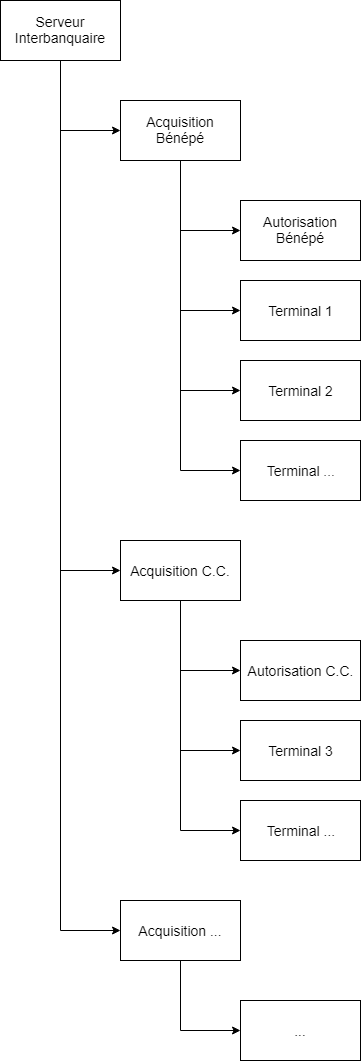 Serveur
Interbanquaire
Acquisition
Bénépé
Autorisation
Bénépé
Terminal 1
Terminal 2
Terminal ...
Acquisition C.C.
Autorisation C.C.
Terminal 3
Terminal ...
Acquisition ...
...